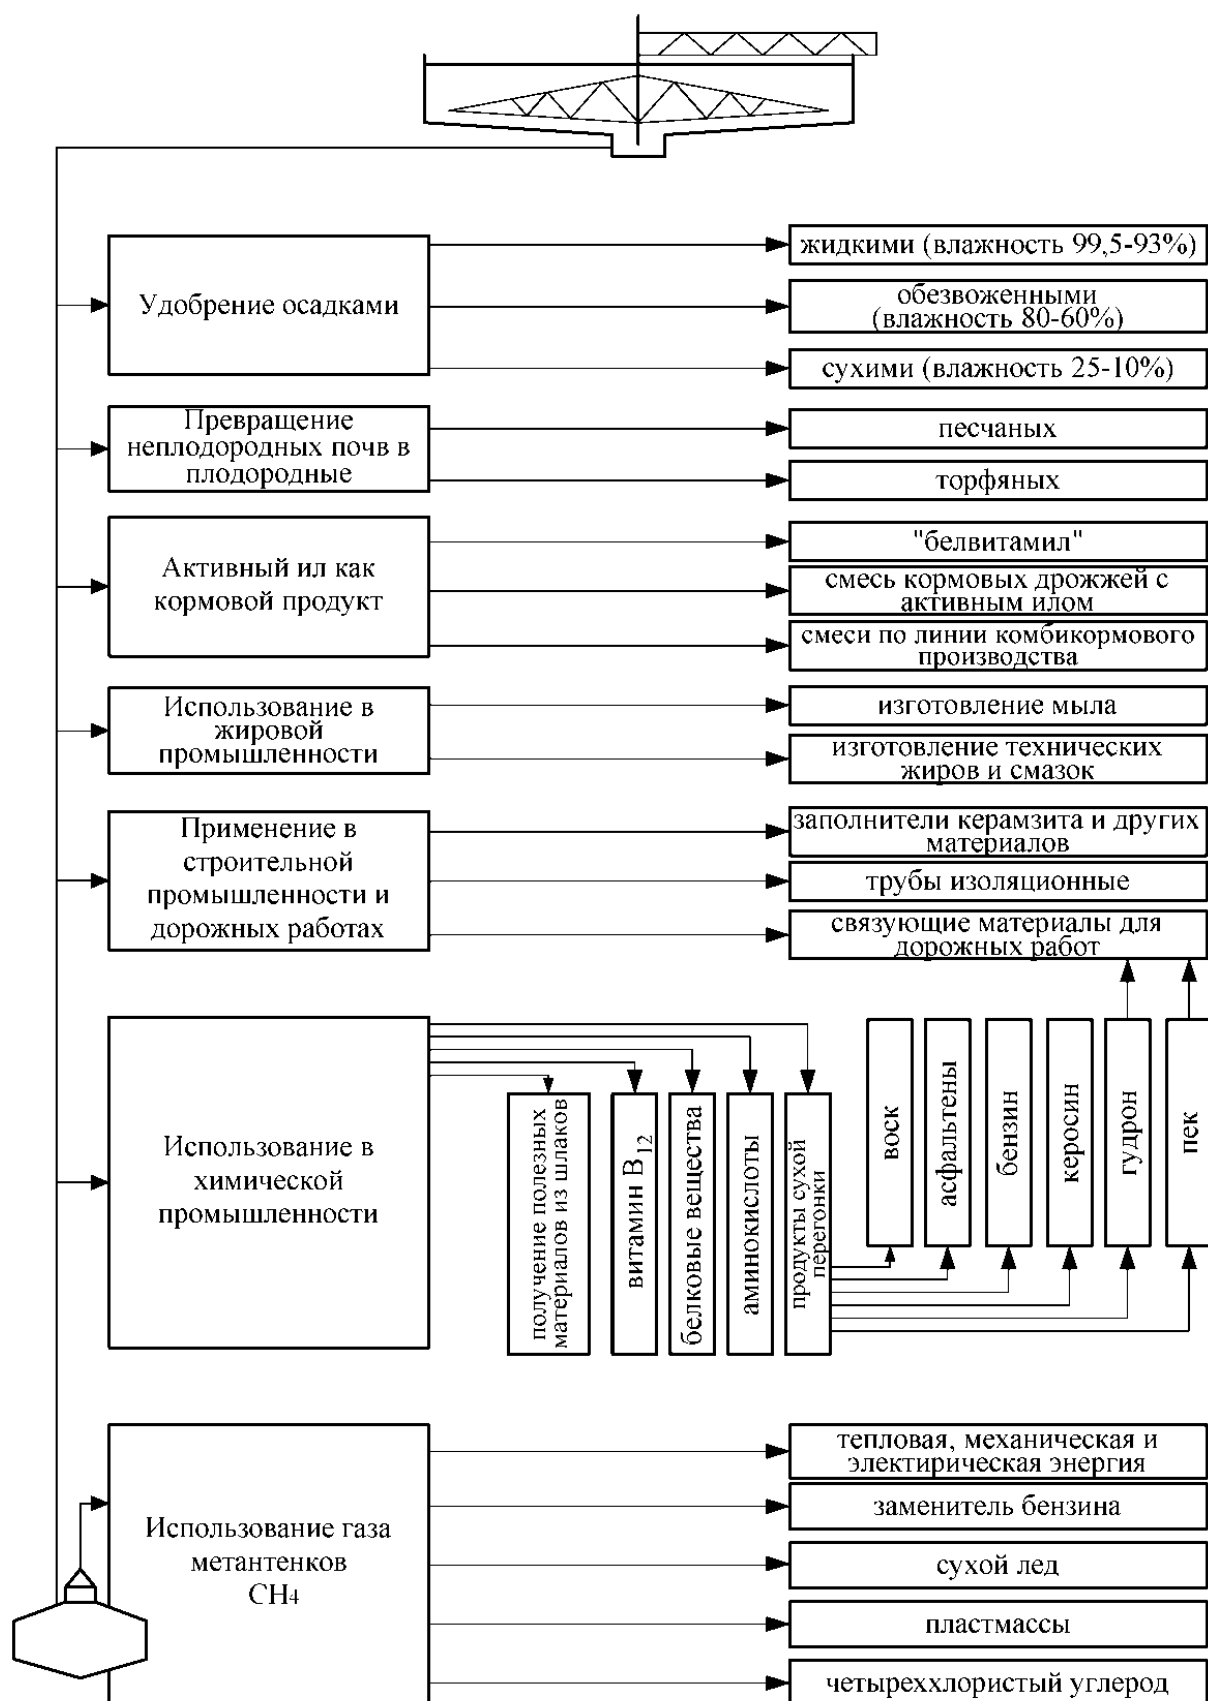 Удобрение осадками
жидкими (влажность 99,5-93%)
обезвоженными
(влажность 80-60%)
сухими (влажность 25-10%)
Превращение
неплодородных почв в
плодородные
песчаных
торфяных
Активный ил как
кормовой продукт
"белвитамил"
смесь кормовых дрожжей с
активным илом
смеси по линии комбикормового
производства
Использование в
жировой
промышленности
изготовление мыла
изготовление технических
жиров и смазок
Применение в
строительной
промышленности и
дорожных работах
заполнители керамзита и других
материалов
трубы изоляционные
связующие материалы для
дорожных работ
Использование в
химической
промышленности
получение полезных
материалов из шлаков
витамин B12
белковые вещества
аминокислоты
продукты сухой
перегонки
воск
асфальтены
бензин
керосин
гудрон
пек
Использование газа
метантенков
CH4
тепловая, механическая и
электирическая энергия
заменитель бензина
сухой лед
пластмассы
четыреххлористый углерод